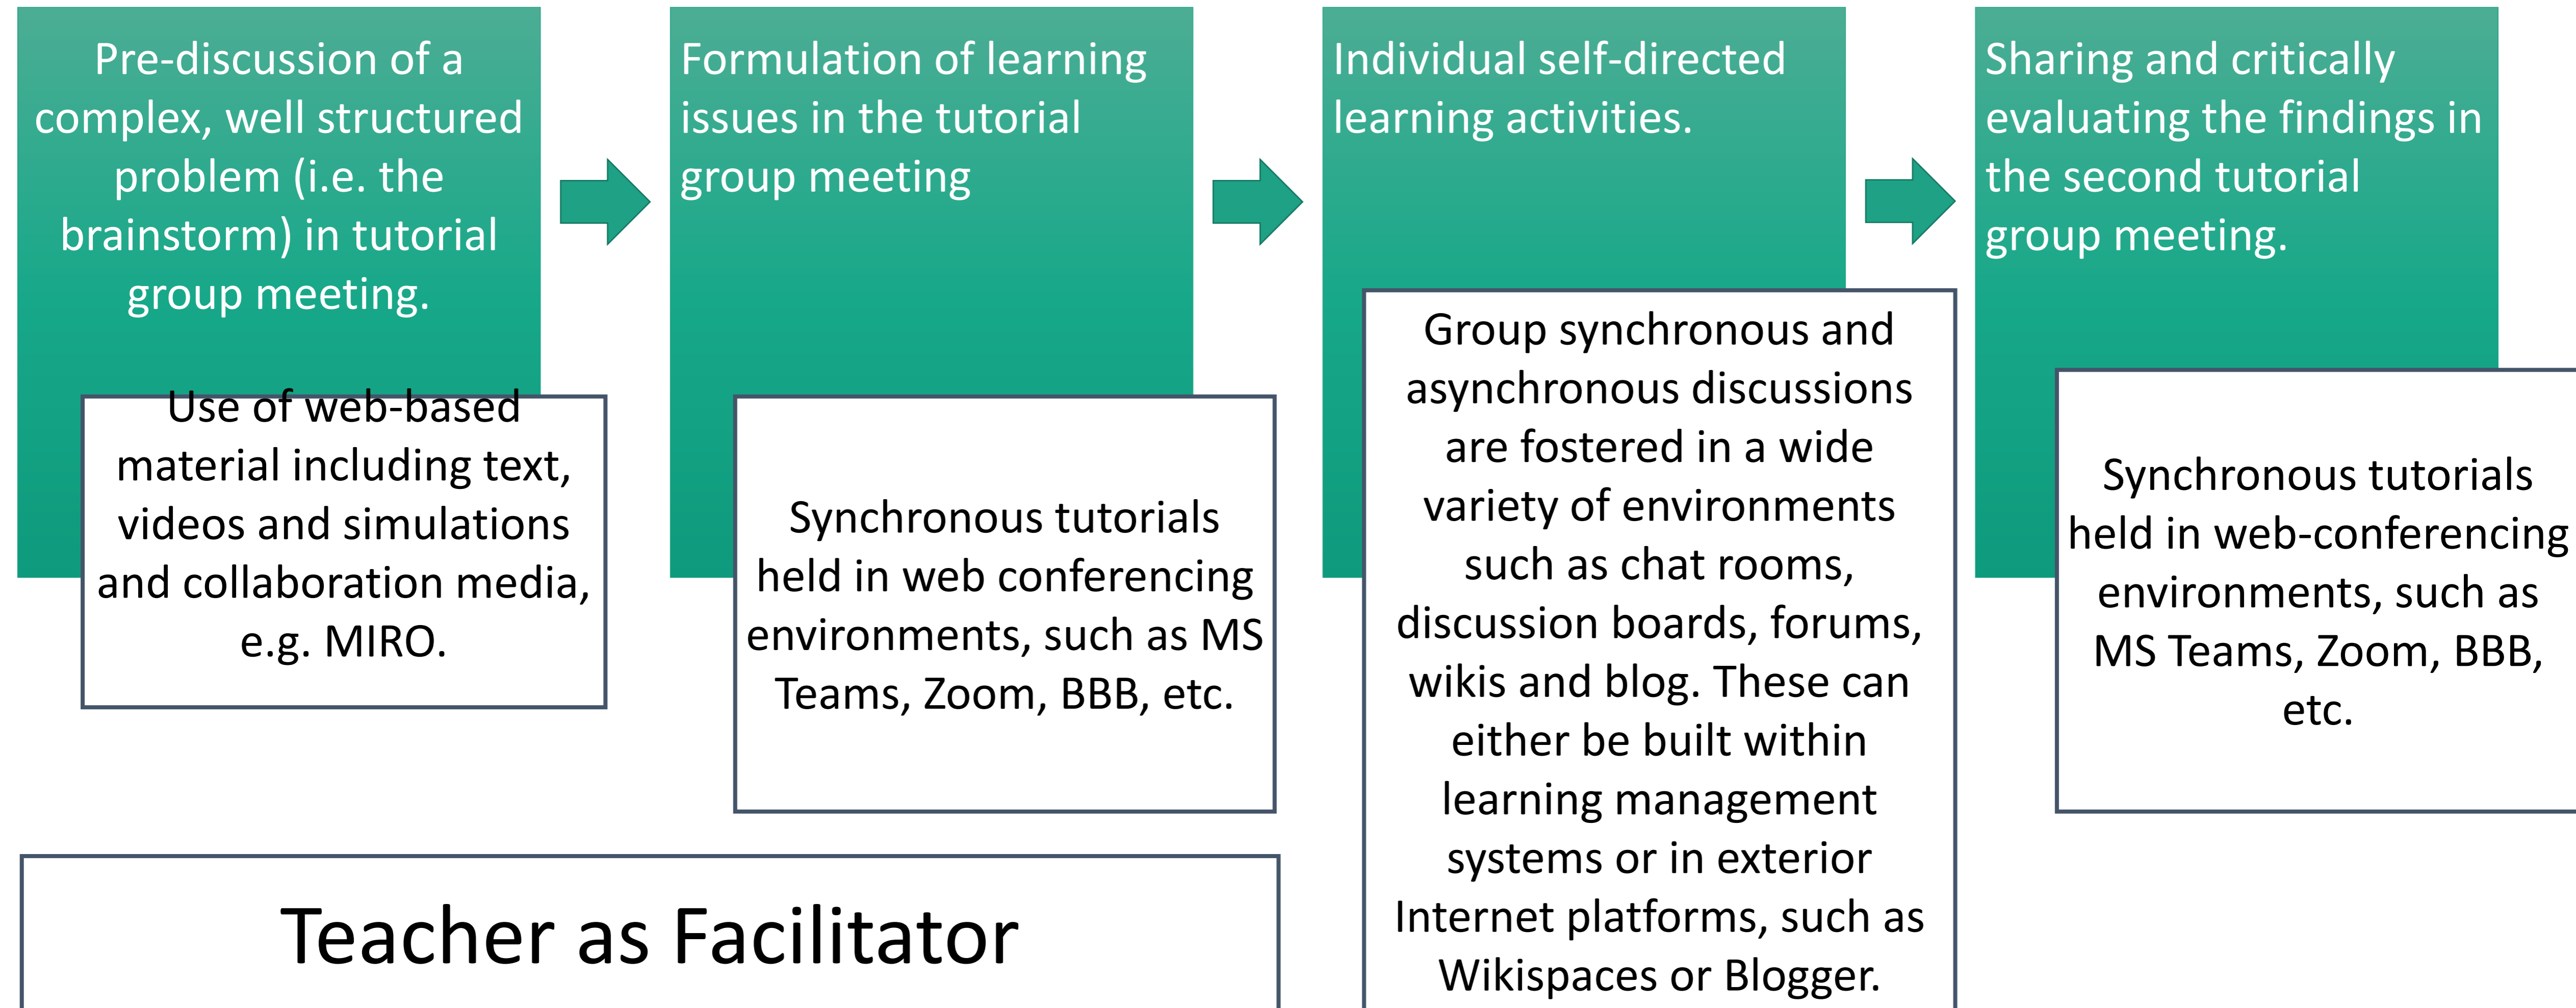 Pre-discussion of a
complex, well structured
problem (i.e. the
brainstorm) in tutorial
group meeting.
Use of web-based
material including text,
videos and simulations
and collaboration media,
e.g. MIRO.
Formulation of learning
issues in the tutorial
group meeting
Synchronous tutorials
held in web conferencing
environments, such as MS
Teams, Zoom, BBB, etc.
Individual self-directed
learning activities.
Group synchronous and
asynchronous discussions
are fostered in a wide
variety of environments
such as chat rooms,
discussion boards, forums,
wikis and blog. These can
either be built within
learning management
systems or in exterior
Internet platforms, such as
Wikispaces or Blogger.
Sharing and critically
evaluating the findings in
the second tutorial
group meeting.
Synchronous tutorials
held in web-conferencing
environments, such as
MS Teams, Zoom, BBB,
etc.
Teacher as Facilitator